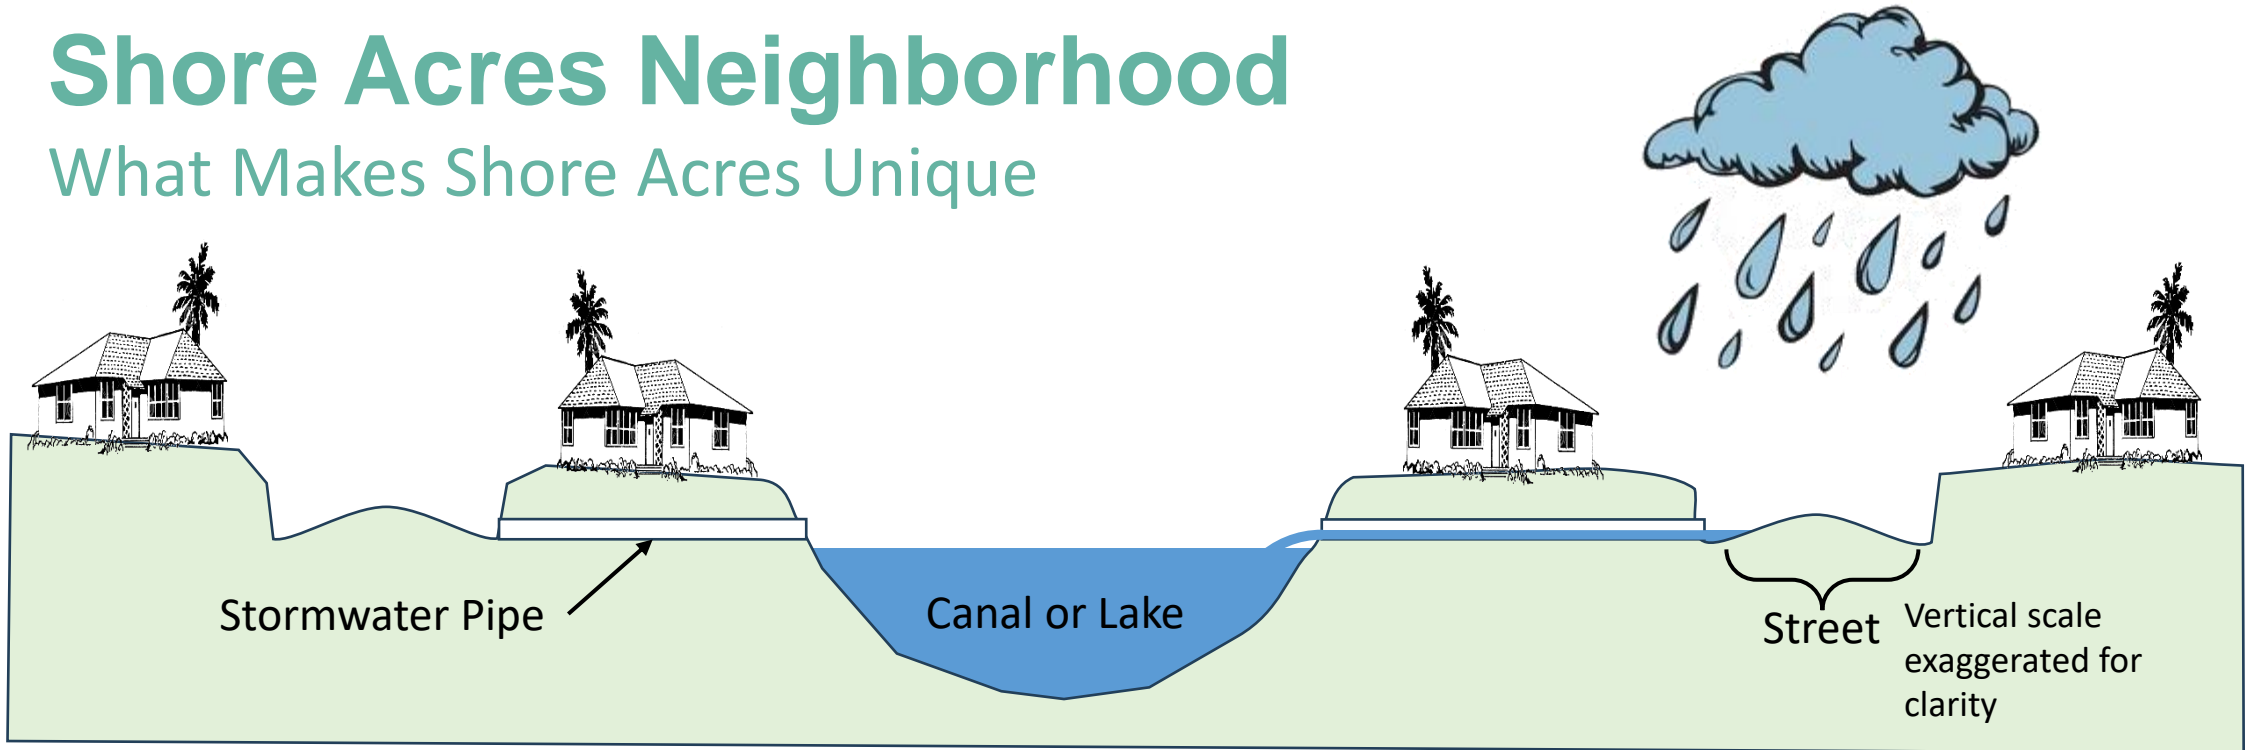 Shore Acres Neighborhood
What Makes Shore Acres Unique
Stormwater Pipe
Canal or Lake
Street
Vertical scale
exaggerated for
clarity